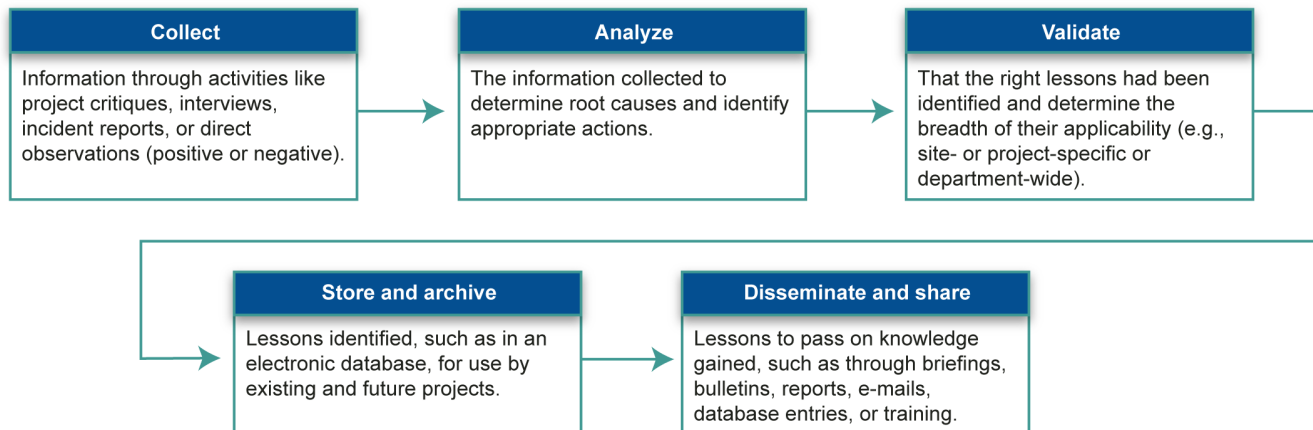 Collect
Information through activities like
project critiques, interviews,
incident reports, or direct
observations (positive or negative).
Analyze
The information collected to
determine root causes and identify
appropriate actions.
Validate
That the right lessons had been
identified and determine the
breadth of their applicability (e.g.,
site- or project-specific or
department-wide).
Store and archive
Lessons identified, such as in an
electronic database, for use by
existing and future projects.
Disseminate and share
Lessons to pass on knowledge
gained, such as through briefings,
bulletins, reports, e-mails,
database entries, or training.